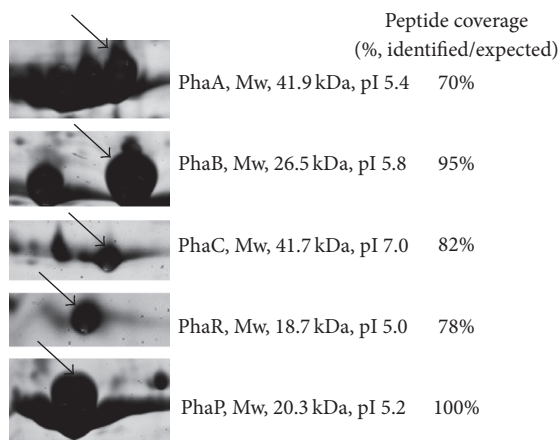 Peptide coverage
(%, identified/expected)
PhaA, Mw, 41.9 kDa, pI 5.4 70%
PhaB, Mw, 26.5 kDa, pI 5.8 95%
PhaC, Mw, 41.7 kDa, pI 7.0 82%
PhaR, Mw, 18.7 kDa, pI 5.0 78%
PhaP, Mw, 20.3 kDa, pI 5.2 100%